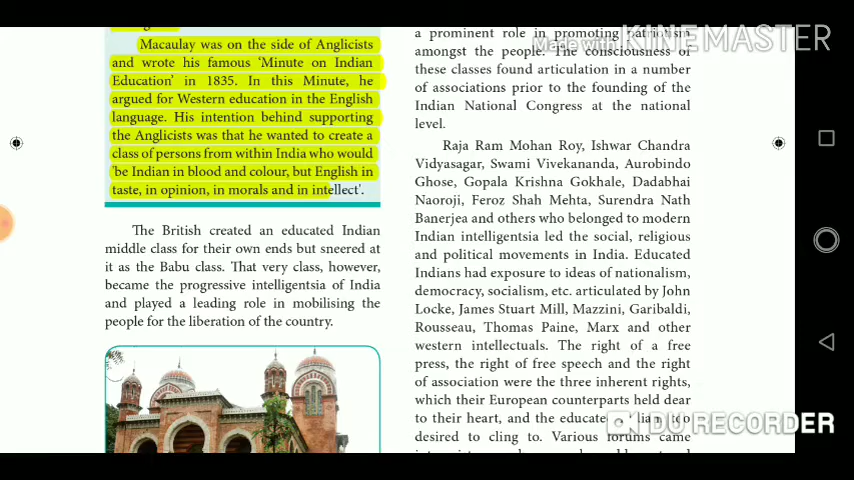 Macaulay was on the side of Anglicists
and wrote his famous 'Minute on Indian
Education' in 1835. In this Minute, he
argued for Western education in the English
language. His intention behind supporting
the Anglicists was that he wanted to create a
class of persons from within India who would
'be Indian in blood and colour, but English in
taste, in opinion, in morals and in intellect'.
The British created an educated Indian
middle class for their own ends but sneered at
it as the Babu class. That very class, however,
became the progressive intelligentsia of India
and played a leading role in mobilising the
people for the liberation of the country.
a prominent role in promoting patriotism
amongst the people. The consciousness of
these classes found articulation in a number
of associations prior to the founding of the
Indian National Congress at the national
level.
Raja Ram Mohan Roy, Ishwar Chandra
Vidyasagar, Swami Vivekananda, Aurobindo
Ghose, Gopala Krishna Gokhale, Dadabhai
Naoroji, Feroz Shah Mehta, Surendra Nath
Banerjea and others who belonged to modern
Indian intelligentsia led the social, religious
and political movements in India. Educated
Indians had exposure to ideas of nationalism,
democracy, socialism, etc. articulated by John
Locke, James Stuart Mill, Mazzini, Garibaldi,
Rousseau, Thomas Paine, Marx and other
western intellectuals. The right of a free
press, the right of free speech and the right
of association were the three inherent rights,
which their European counterparts held dear
to their heart, and the educated
desired to cling to. Various forums came
Made with KINEMASTER
DU RECORDER